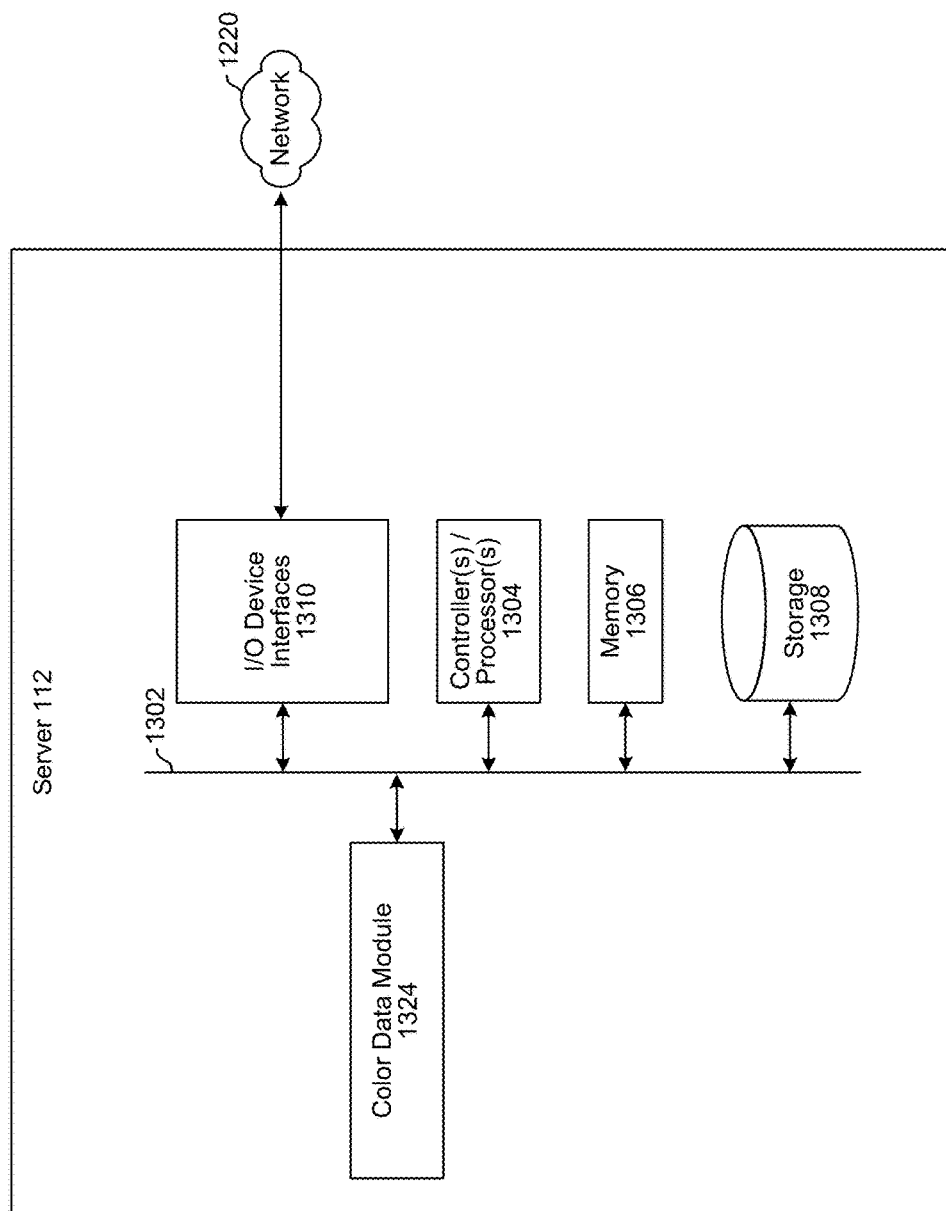 Server 112
1302
I/O Device
Interfaces
1310
Network
1220
Color Data Module
1324
Controller(s) /
Processor(s)
1304
Memory
1306
Storage
1308